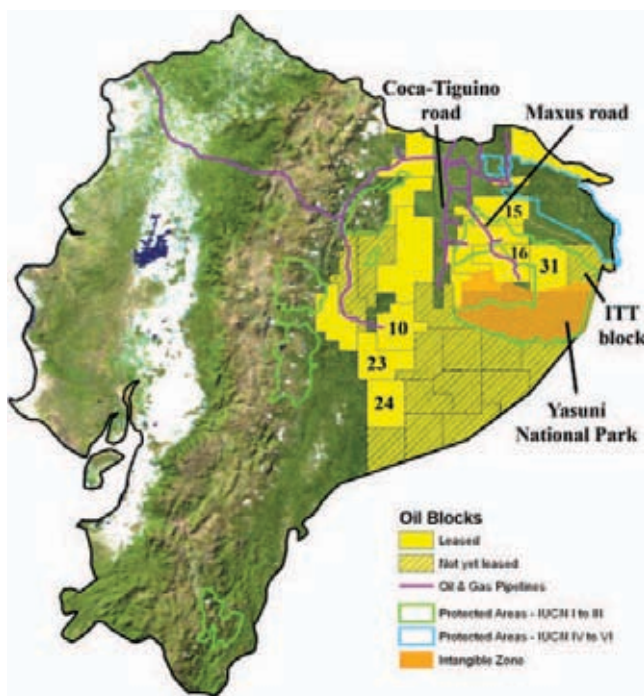 Coca-Tiguino
road
Maxus road
15
16
31
ITT
block
10
23
24
Yasuní
National Park
Oil Blocks
Leased
Not yet leased
Oil & Gas Pipelines
Protected Areas - IUCN I to III
Protected Areas - IUCN IV to VI
Intangible Zone